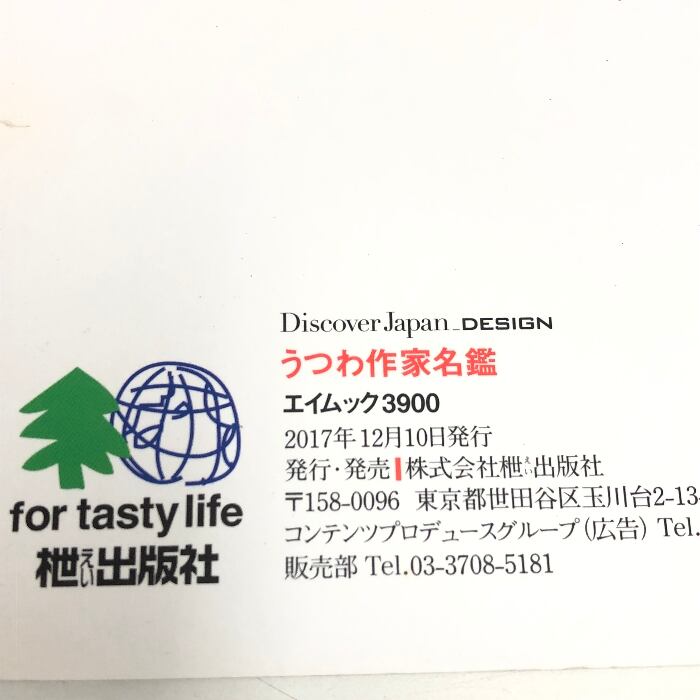 Discover Japan_DESIGN
うつわ作家名鑑
エイムック3900
2017年12月10日発行
発行・発売 株式会社枻えい出版社
〒158-0096 東京都世田谷区玉川台2-13-
コンテンツプロデュースグループ(広告) Tel.
販売部 Tel.03-3708-5181
for tasty life
枻えい出版社